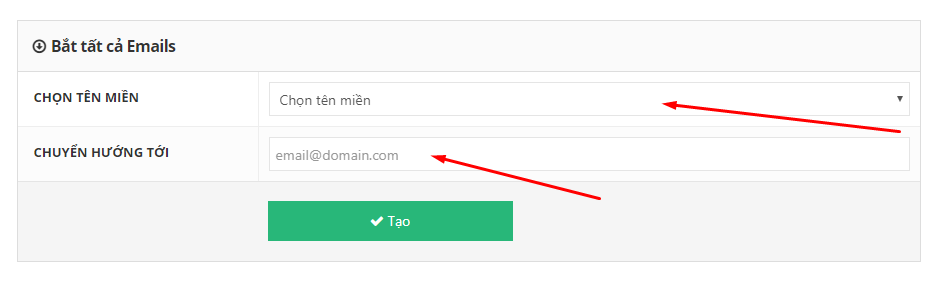 Bắt tất cả Emails
CHỌN TÊN MIỀN
Chọn tên miền
CHUYỂN HƯỚNG TỚI
email@domain.com
Tạo